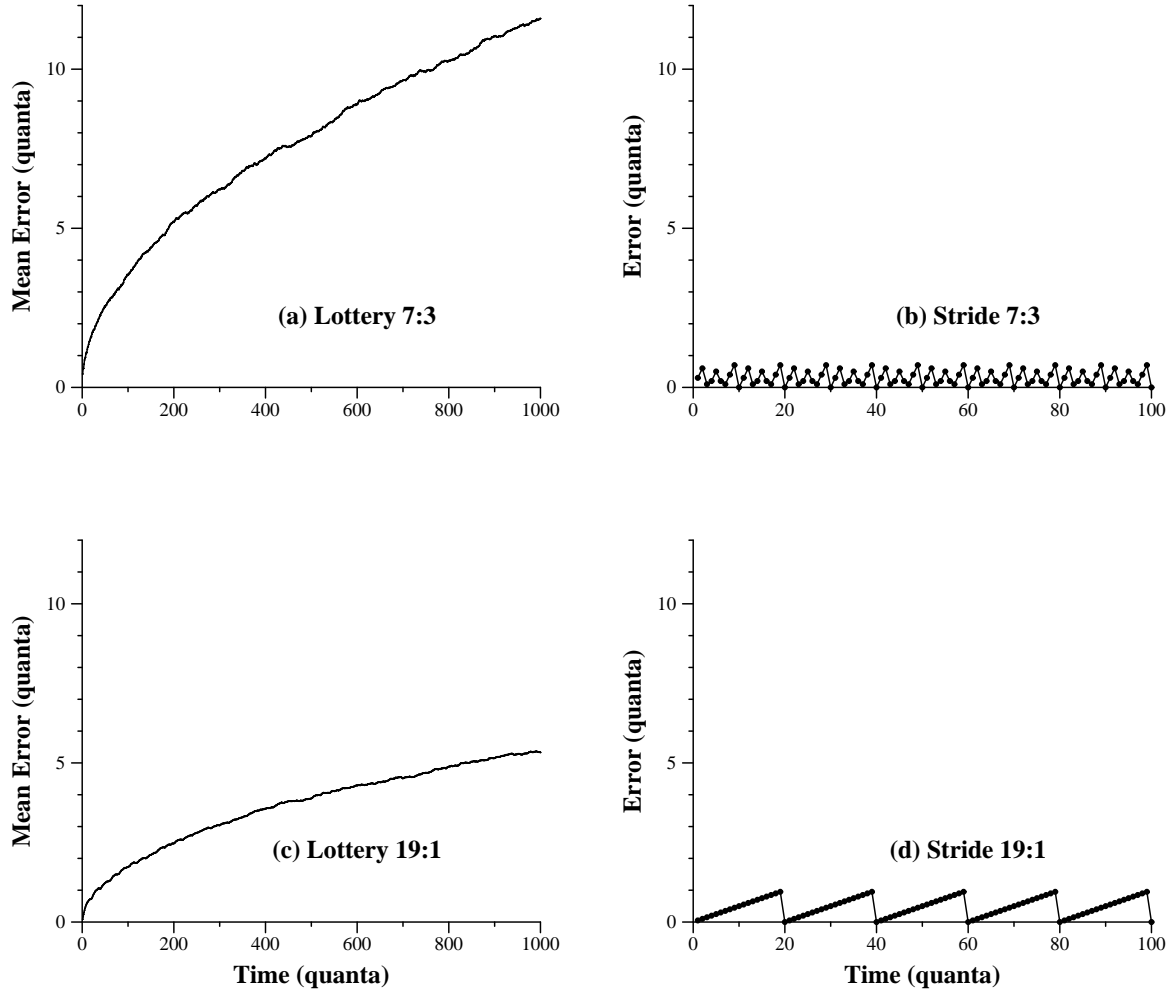 Mean Error (quanta)
10
5
0
(a) Lottery 7:3
0 200 400 600 800 1000
Error (quanta)
10
5
0
(b) Stride 7:3
0 20 40 60 80 100
Mean Error (quanta)
10
5
0
(c) Lottery 19:1
0 200 400 600 800 1000
Time (quanta)
Error (quanta)
10
5
0
(d) Stride 19:1
0 20 40 60 80 100
Time (quanta)